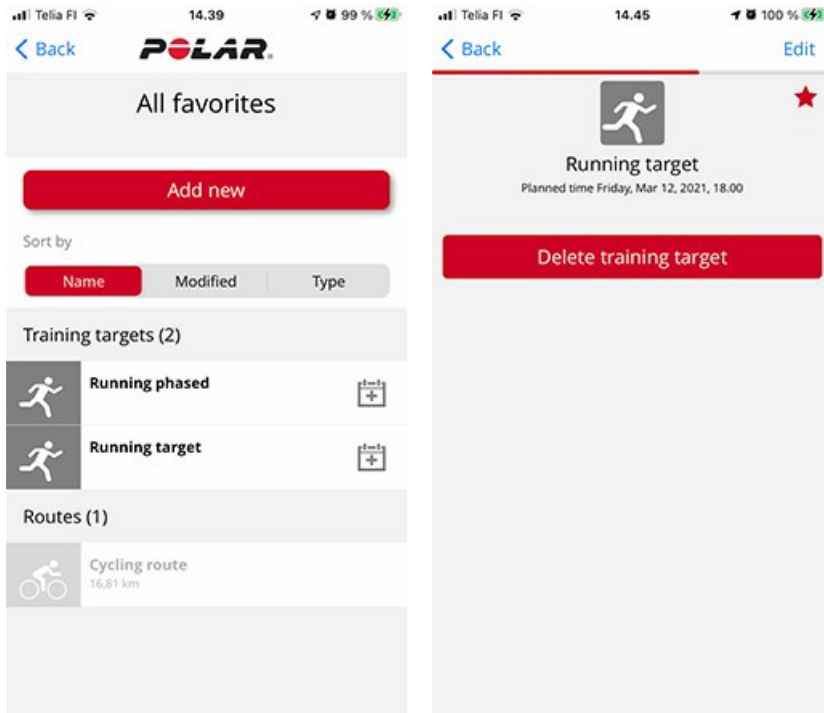 Telia FI 14.39 99 %
Back POLAR.
All favorites
Add new
Sort by
Name Modified Type
Training targets (2)
Running phased
Running target
Routes (1)
Cycling route
16,81 km
Telia FI 14.45 100 %
Back Edit
Running target
Planned time Friday, Mar 12, 2021, 18.00
Delete training target